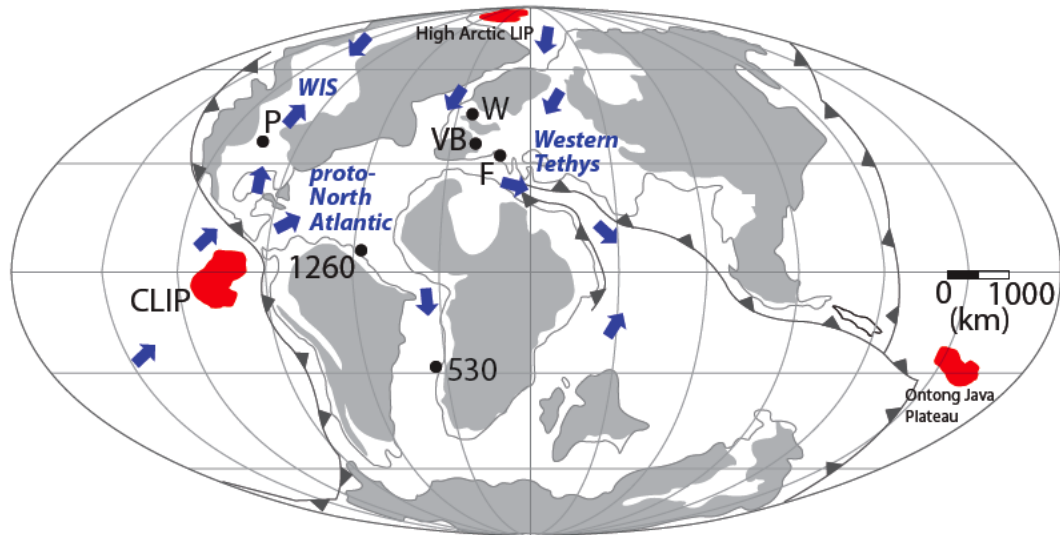 High Arctic LIP
WIS
P
W
VB
Western
Tethys
F
proto-
North
Atlantic
1260
CLIP
0 1000
(km)
530
Ontong Java
Plateau